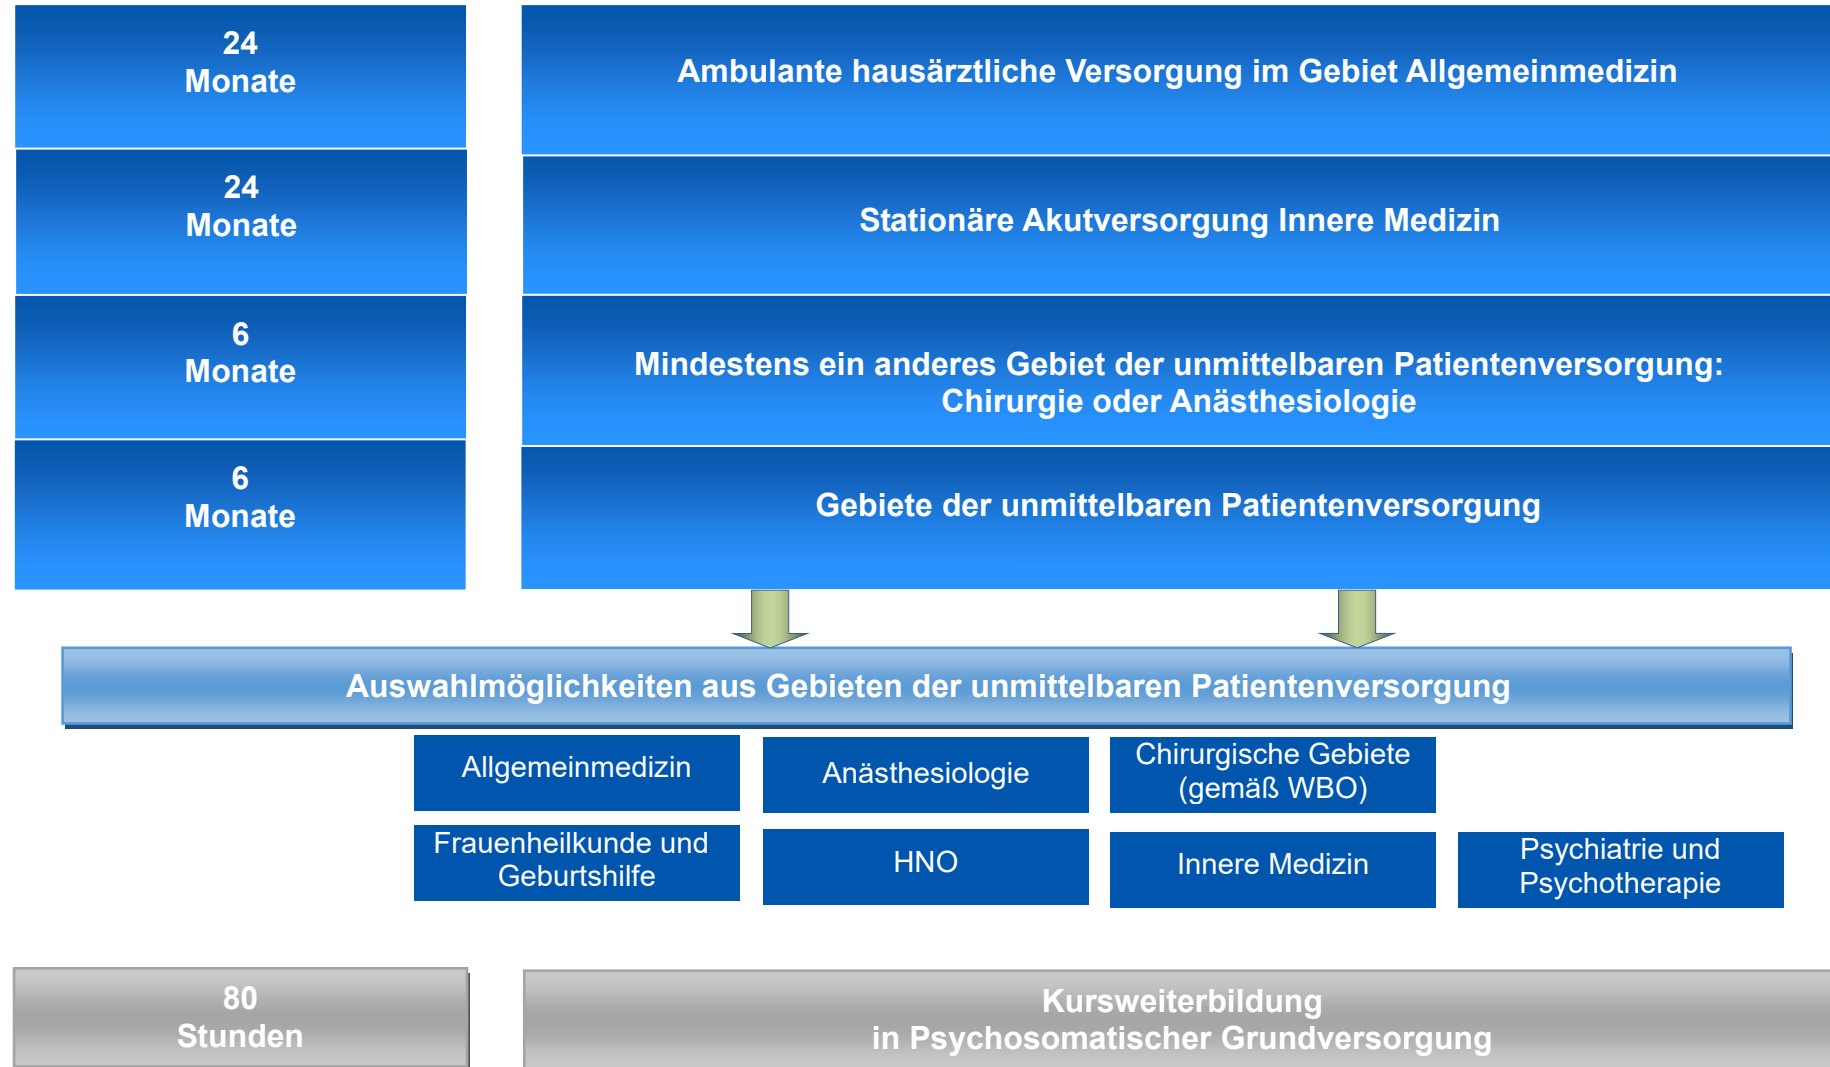 24
Monate
Ambulante hausärztliche Versorgung im Gebiet Allgemeinmedizin
24
Monate
Stationäre Akutversorgung Innere Medizin
6
Monate
Mindestens ein anderes Gebiet der unmittelbaren Patientenversorgung:
Chirurgie oder Anästhesiologie
6
Monate
Gebiete der unmittelbaren Patientenversorgung
Auswahlmöglichkeiten aus Gebieten der unmittelbaren Patientenversorgung
Allgemeinmedizin
Anästhesiologie
Chirurgische Gebiete
(gemäß WBO)
Frauenheilkunde und
Geburtshilfe
HNO
Innere Medizin
Psychiatrie und
Psychotherapie
80
Stunden
Kursweiterbildung
in Psychosomatischer Grundversorgung